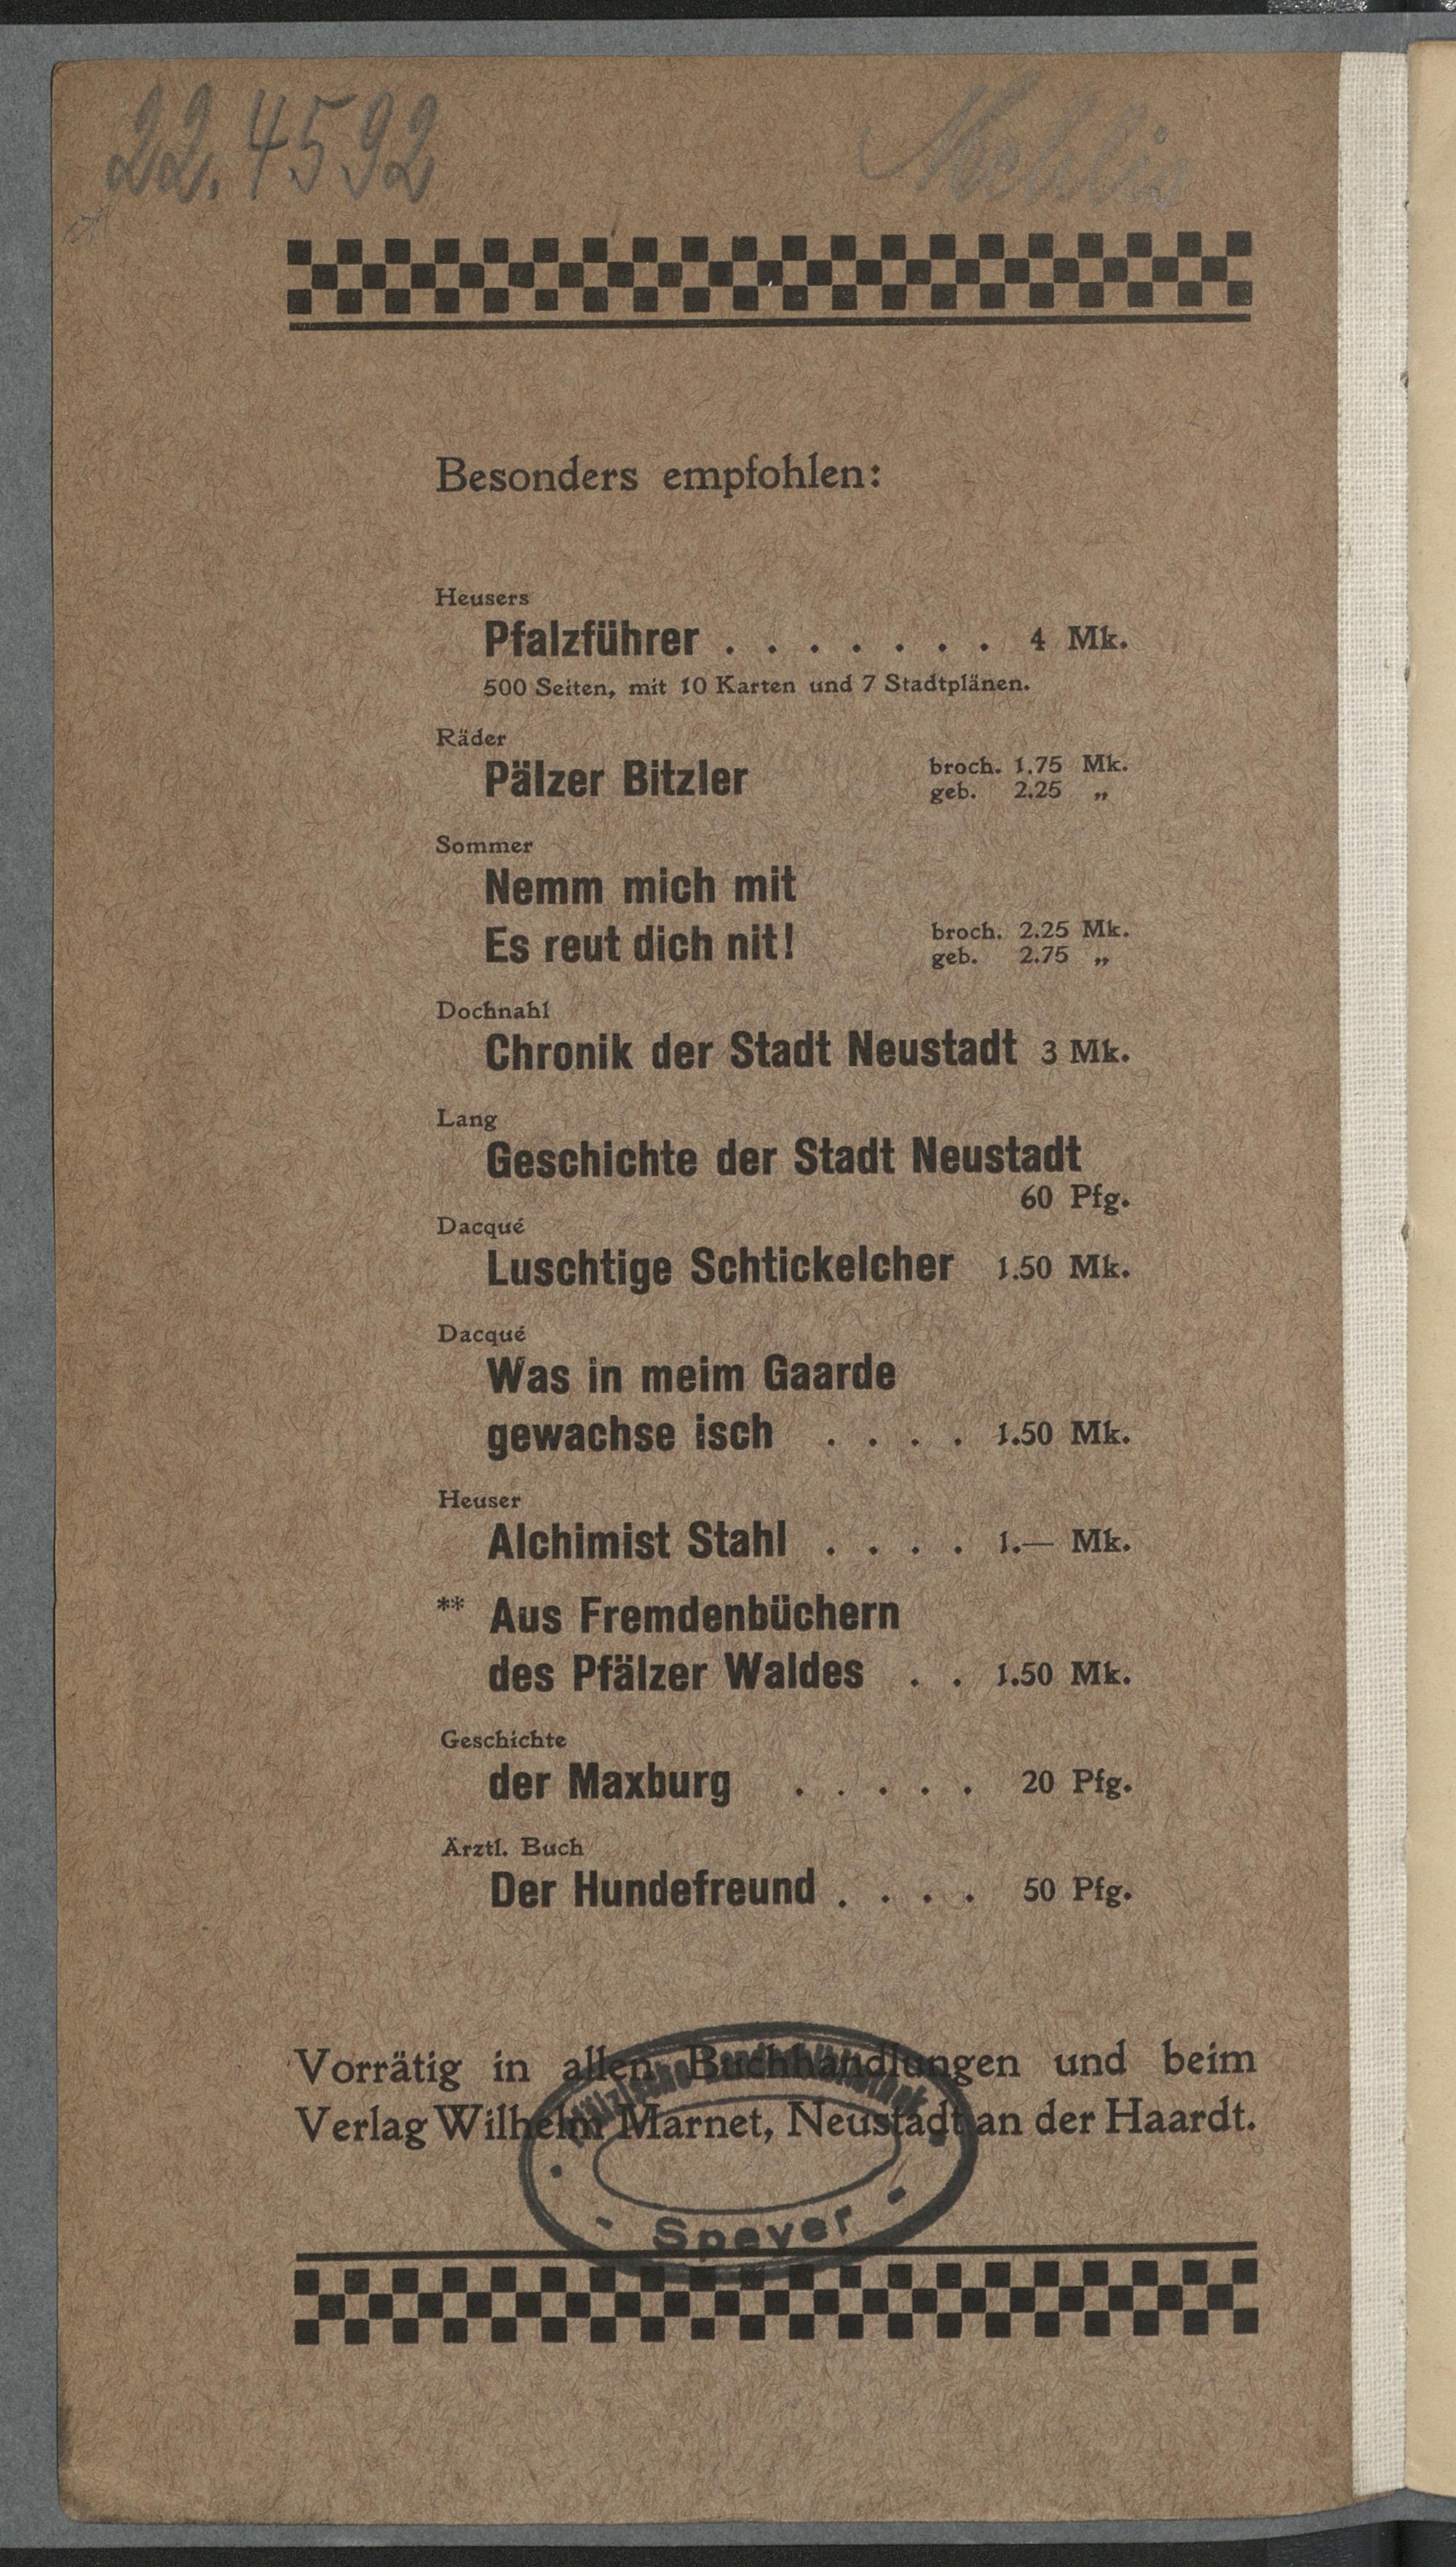 22.4592
Mehlis
Besonders empfohlen:
Heusers
Pfalzführer . . . . . . . 4 Mk.
500 Seiten, mit 10 Karten und 7 Stadtplänen.
Räder
Pälzer Bitzler broch. 1.75 Mk.
geb. 2.25 „
Sommer
Nemm mich mit
Es reut dich nit! broch. 2.25 Mk.
geb. 2.75 „
Dochnahl
Chronik der Stadt Neustadt 3 Mk.
Lang
Geschichte der Stadt Neustadt
60 Pfg.
Dacqué
Luschtige Schtickelcher 1.50 Mk.
Dacqué
Was in meim Gaarde
gewachse isch . . . . 1.50 Mk.
Heuser
Alchimist Stahl . . . . 1.— Mk.
** Aus Fremdenbüchern
des Pfälzer Waldes . . 1.50 Mk.
Geschichte
der Maxburg . . . . . 20 Pfg.
Ärztl. Buch
Der Hundefreund . . . . 50 Pfg.
Vorrätig in allen Buchhandlungen und beim
Verlag Wilhelm Marnet, Neustadt an der Haardt.
Pfälzische Landesbibliothek
Speyer